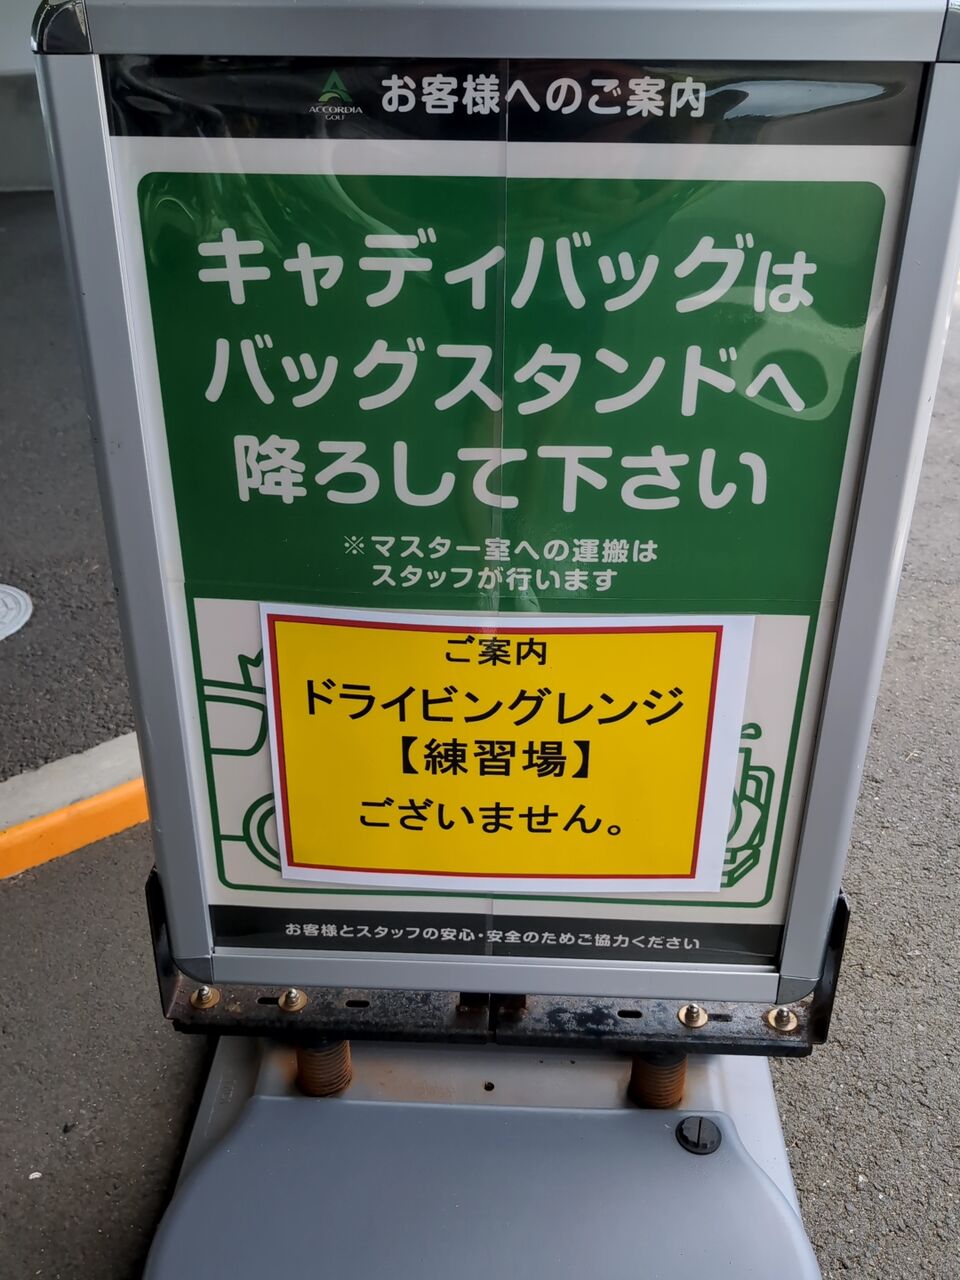 ACCORDIA
GOLF
お客様へのご案内
キャディバッグは
バッグスタンドへ
降ろして下さい
※マスター室への運搬は
スタッフが行います
ご案内
ドライビングレンジ
【練習場】
ございません。
お客様とスタッフの安心・安全のためご協力ください